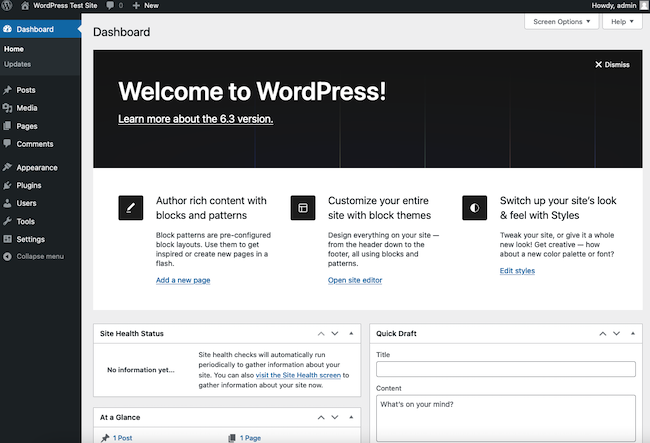 WordPress Test Site
0
New
Howdy, admin
Dashboard
Home
Updates
Posts
Media
Pages
Comments
Appearance
Plugins
Users
Tools
Settings
Collapse menu
Screen Options
Help
Dashboard
Dismiss
Welcome to WordPress!
Learn more about the 6.3 version.
Author rich content with
blocks and patterns
Block patterns are pre-configured
block layouts. Use them to get
inspired or create new pages in a
flash.
Add a new page
Customize your entire
site with block themes
Design everything on your site —
from the header down to the
footer, all using blocks and
patterns.
Open site editor
Switch up your site's look
& feel with Styles
Tweak your site, or give it a whole
new look! Get creative — how
about a new color palette or font?
Edit styles
Site Health Status
No information yet...
Site health checks will automatically run
periodically to gather information about your
site. You can also visit the Site Health screen to
gather information about your site now.
At a Glance
1 Post
1 Page
Quick Draft
Title
Content
What's on your mind?